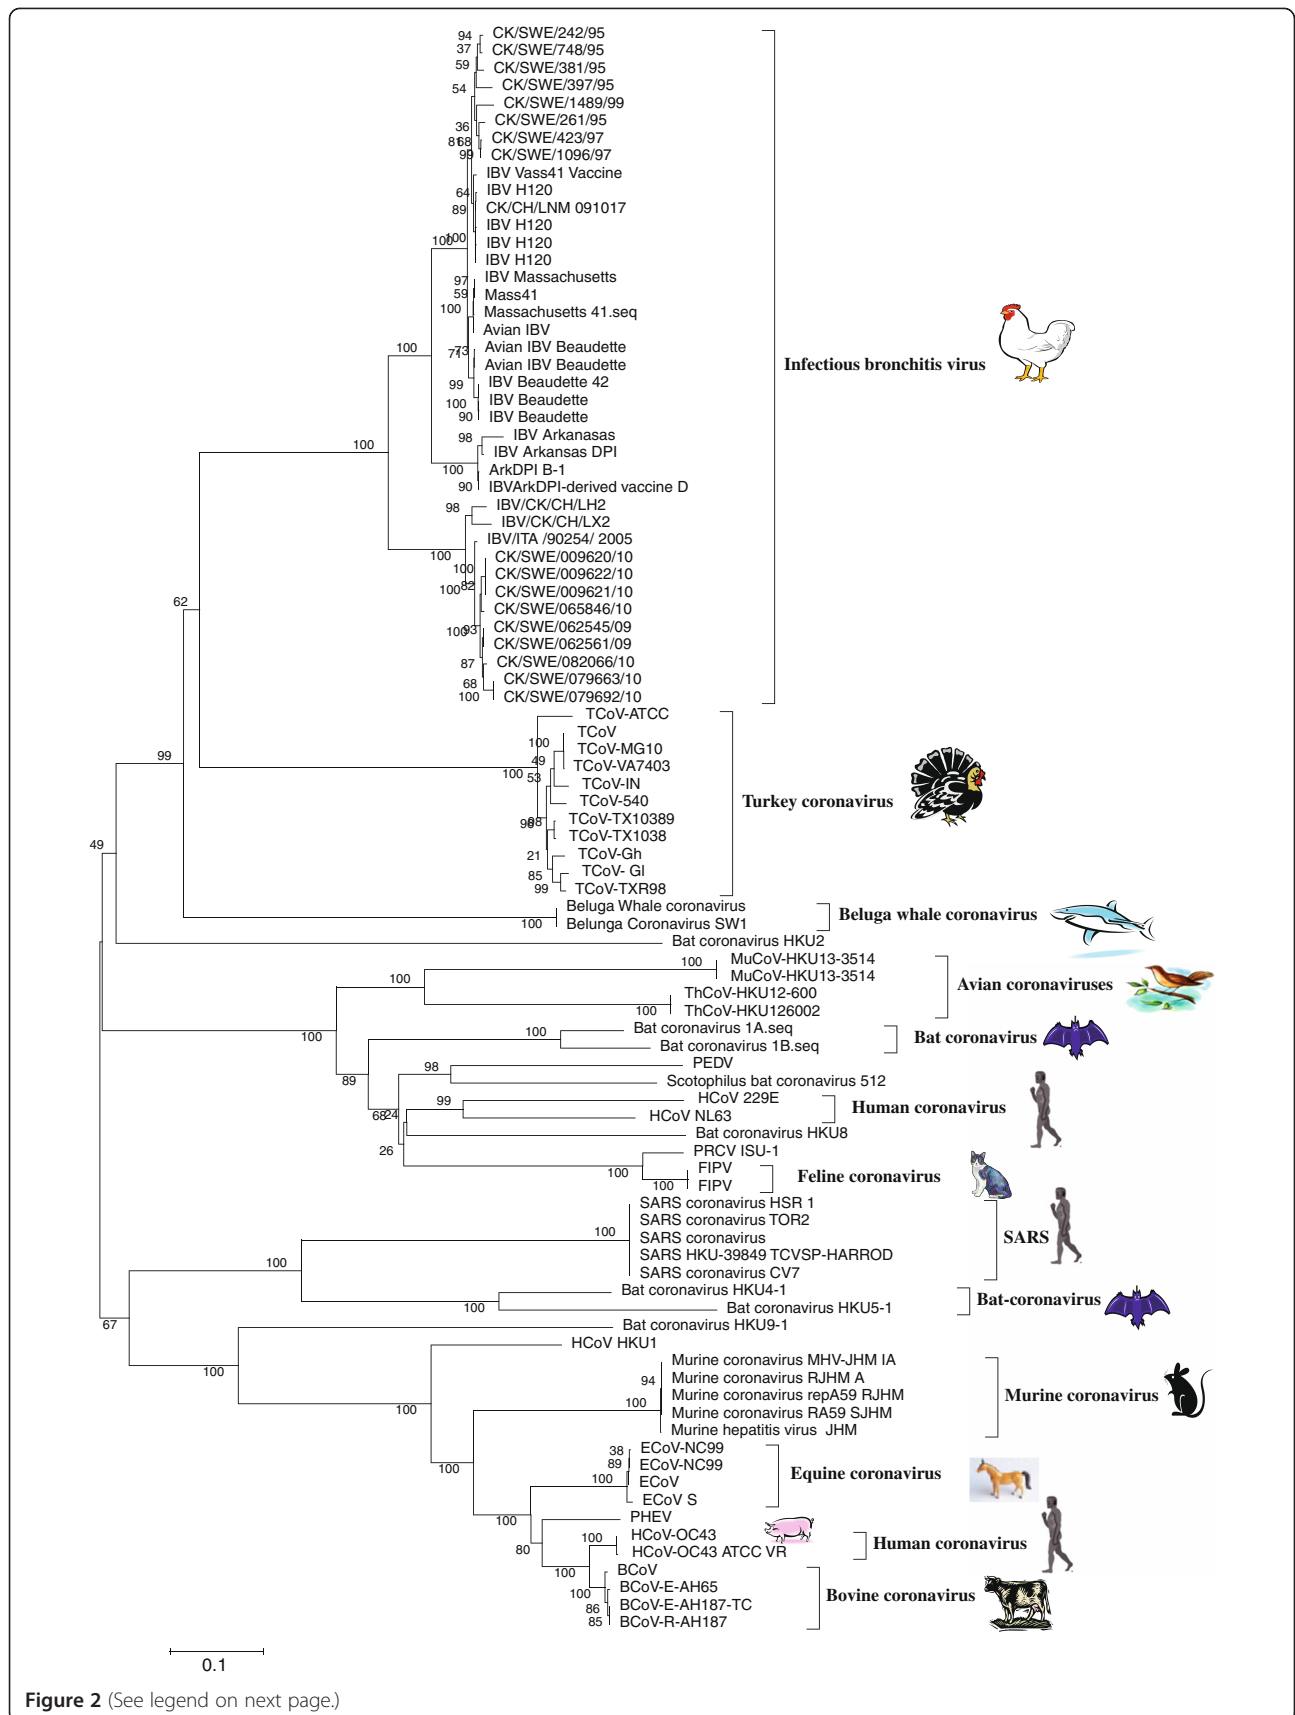 94
CK/SWE/242/95
37
CK/SWE/748/95
59
CK/SWE/381/95
54
CK/SWE/397/95
CK/SWE/1489/99
36
CK/SWE/261/95
81
68
CK/SWE/423/97
99
CK/SWE/1096/97
IBV Vass41 Vaccine
64
IBV H120
89
CK/CH/LNM 091017
IBV H120
100
100
IBV H120
IBV H120
97
IBV Massachusetts
59
Mass41
100
Massachusetts 41.seq
Avian IBV
100
71
73
Avian IBV Beaudette
Avian IBV Beaudette
Infectious bronchitis virus
99
IBV Beaudette 42
100
IBV Beaudette
90
IBV Beaudette
98
IBV Arkanasas
100
IBV Arkansas DPI
100
ArkDPI B-1
90
IBVArkDPI-derived vaccine D
98
IBV/CK/CH/LH2
IBV/CK/CH/LX2
100
IBV/ITA /90254/ 2005
CK/SWE/009620/10
100
CK/SWE/009622/10
100
82
CK/SWE/009621/10
62
CK/SWE/065846/10
100
93
CK/SWE/062545/09
CK/SWE/062561/09
87
CK/SWE/082066/10
68
CK/SWE/079663/10
100
CK/SWE/079692/10
TCoV-ATCC
TCoV
100
TCoV-MG10
99
49
TCoV-VA7403
100
53
TCoV-IN
TCoV-540
Turkey coronavirus
98
TCoV-TX10389
TCoV-TX1038
49
21
TCoV-Gh
85
TCoV- Gl
99
TCoV-TXR98
Beluga Whale coronavirus
100
Belunga Coronavirus SW1
Beluga whale coronavirus
Bat coronavirus HKU2
100
MuCoV-HKU13-3514
MuCoV-HKU13-3514
100
ThCoV-HKU12-600
100
ThCoV-HKU126002
Avian coronaviruses
100
100
Bat coronavirus 1A.seq
Bat coronavirus 1B.seq
Bat coronavirus
98
PEDV
89
Scotophilus bat coronavirus 512
99
HCoV 229E
68
24
HCoV NL63
Human coronavirus
Bat coronavirus HKU8
26
PRCV ISU-1
100
FIPV
100
FIPV
Feline coronavirus
SARS coronavirus HSR 1
SARS coronavirus TOR2
100
SARS coronavirus
SARS HKU-39849 TCVSP-HARROD
SARS coronavirus CV7
SARS
100
Bat coronavirus HKU4-1
100
Bat coronavirus HKU5-1
Bat-coronavirus
67
Bat coronavirus HKU9-1
100
HCoV HKU1
Murine coronavirus MHV-JHM IA
94
Murine coronavirus RJHM A
Murine coronavirus repA59 RJHM
100
100
Murine coronavirus RA59 SJHM
Murine hepatitis virus JHM
Murine coronavirus
38
ECoV-NC99
100
89
ECoV-NC99
100
ECoV
ECoV S
Equine coronavirus
100
PHEV
80
100
HCoV-OC43
HCoV-OC43 ATCC VR
Human coronavirus
100
BCoV
100
BCoV-E-AH65
86
BCoV-E-AH187-TC
85
BCoV-R-AH187
Bovine coronavirus
0.1
Figure 2 (See legend on next page.)